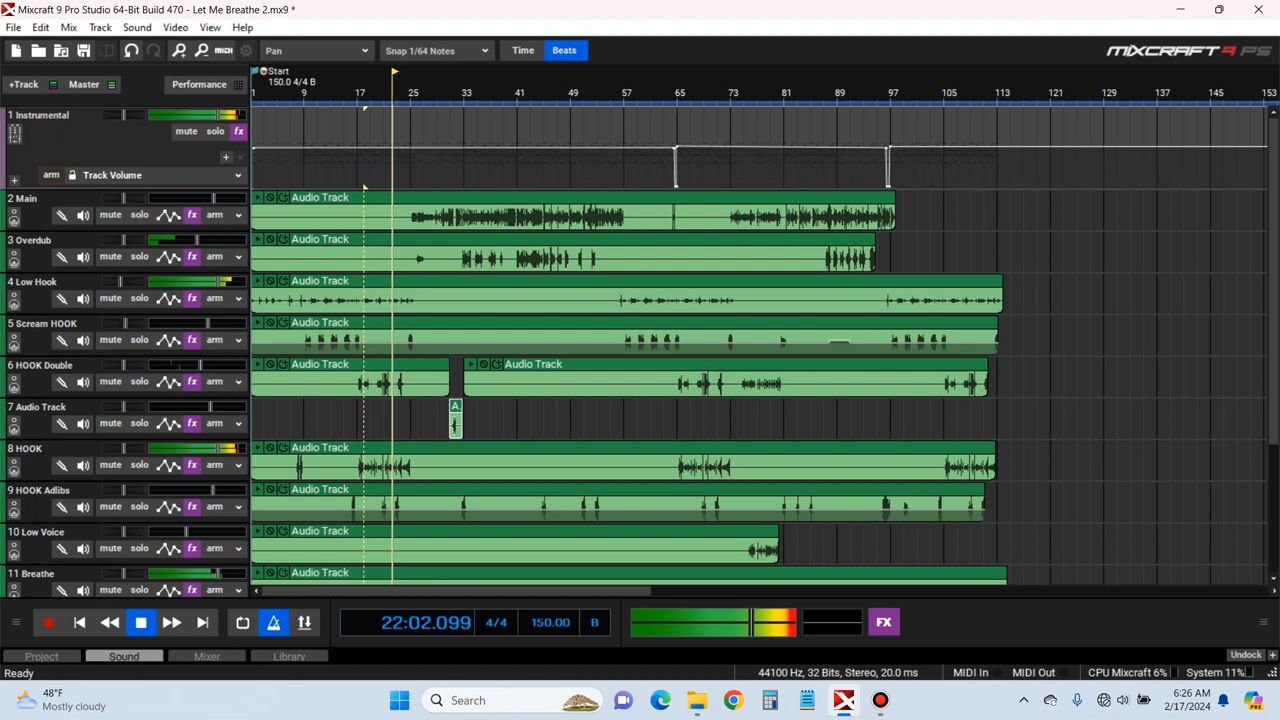 Mixcraft 9 Pro Studio 64-Bit Build 470 - Let Me Breathe 2.mx9 *
File Edit Mix Track Sound Video View Help
Pan Snap 1/64 Notes Time Beats MIXCRAFT 9 PS
+Track Master Performance
Start
150.0 4/4 B
1 9 17 25 33 41 49 57 65 73 81 89 97 105 113 121 129 137 145 153
1 Instrumental
mute solo fx
arm Track Volume
2 Main Audio Track
mute solo fx arm
3 Overdub Audio Track
mute solo fx arm
4 Low Hook Audio Track
mute solo fx arm
5 Scream HOOK Audio Track
mute solo fx arm
6 HOOK Double Audio Track Audio Track
mute solo fx arm
7 Audio Track A
mute solo fx arm
8 HOOK Audio Track
mute solo fx arm
9 HOOK Adlibs Audio Track
mute solo fx arm
10 Low Voice Audio Track
mute solo fx arm
11 Breathe Audio Track
mute solo fx arm
22:02.099 4/4 150.00 B FX
Project Sound Mixer Library Undock
Ready 44100 Hz, 32 Bits, Stereo, 20.0 ms MIDI In MIDI Out CPU Mixcraft 6% System 11%
48°F
Mostly cloudy
Search
6:26 AM
2/17/2024
PRE